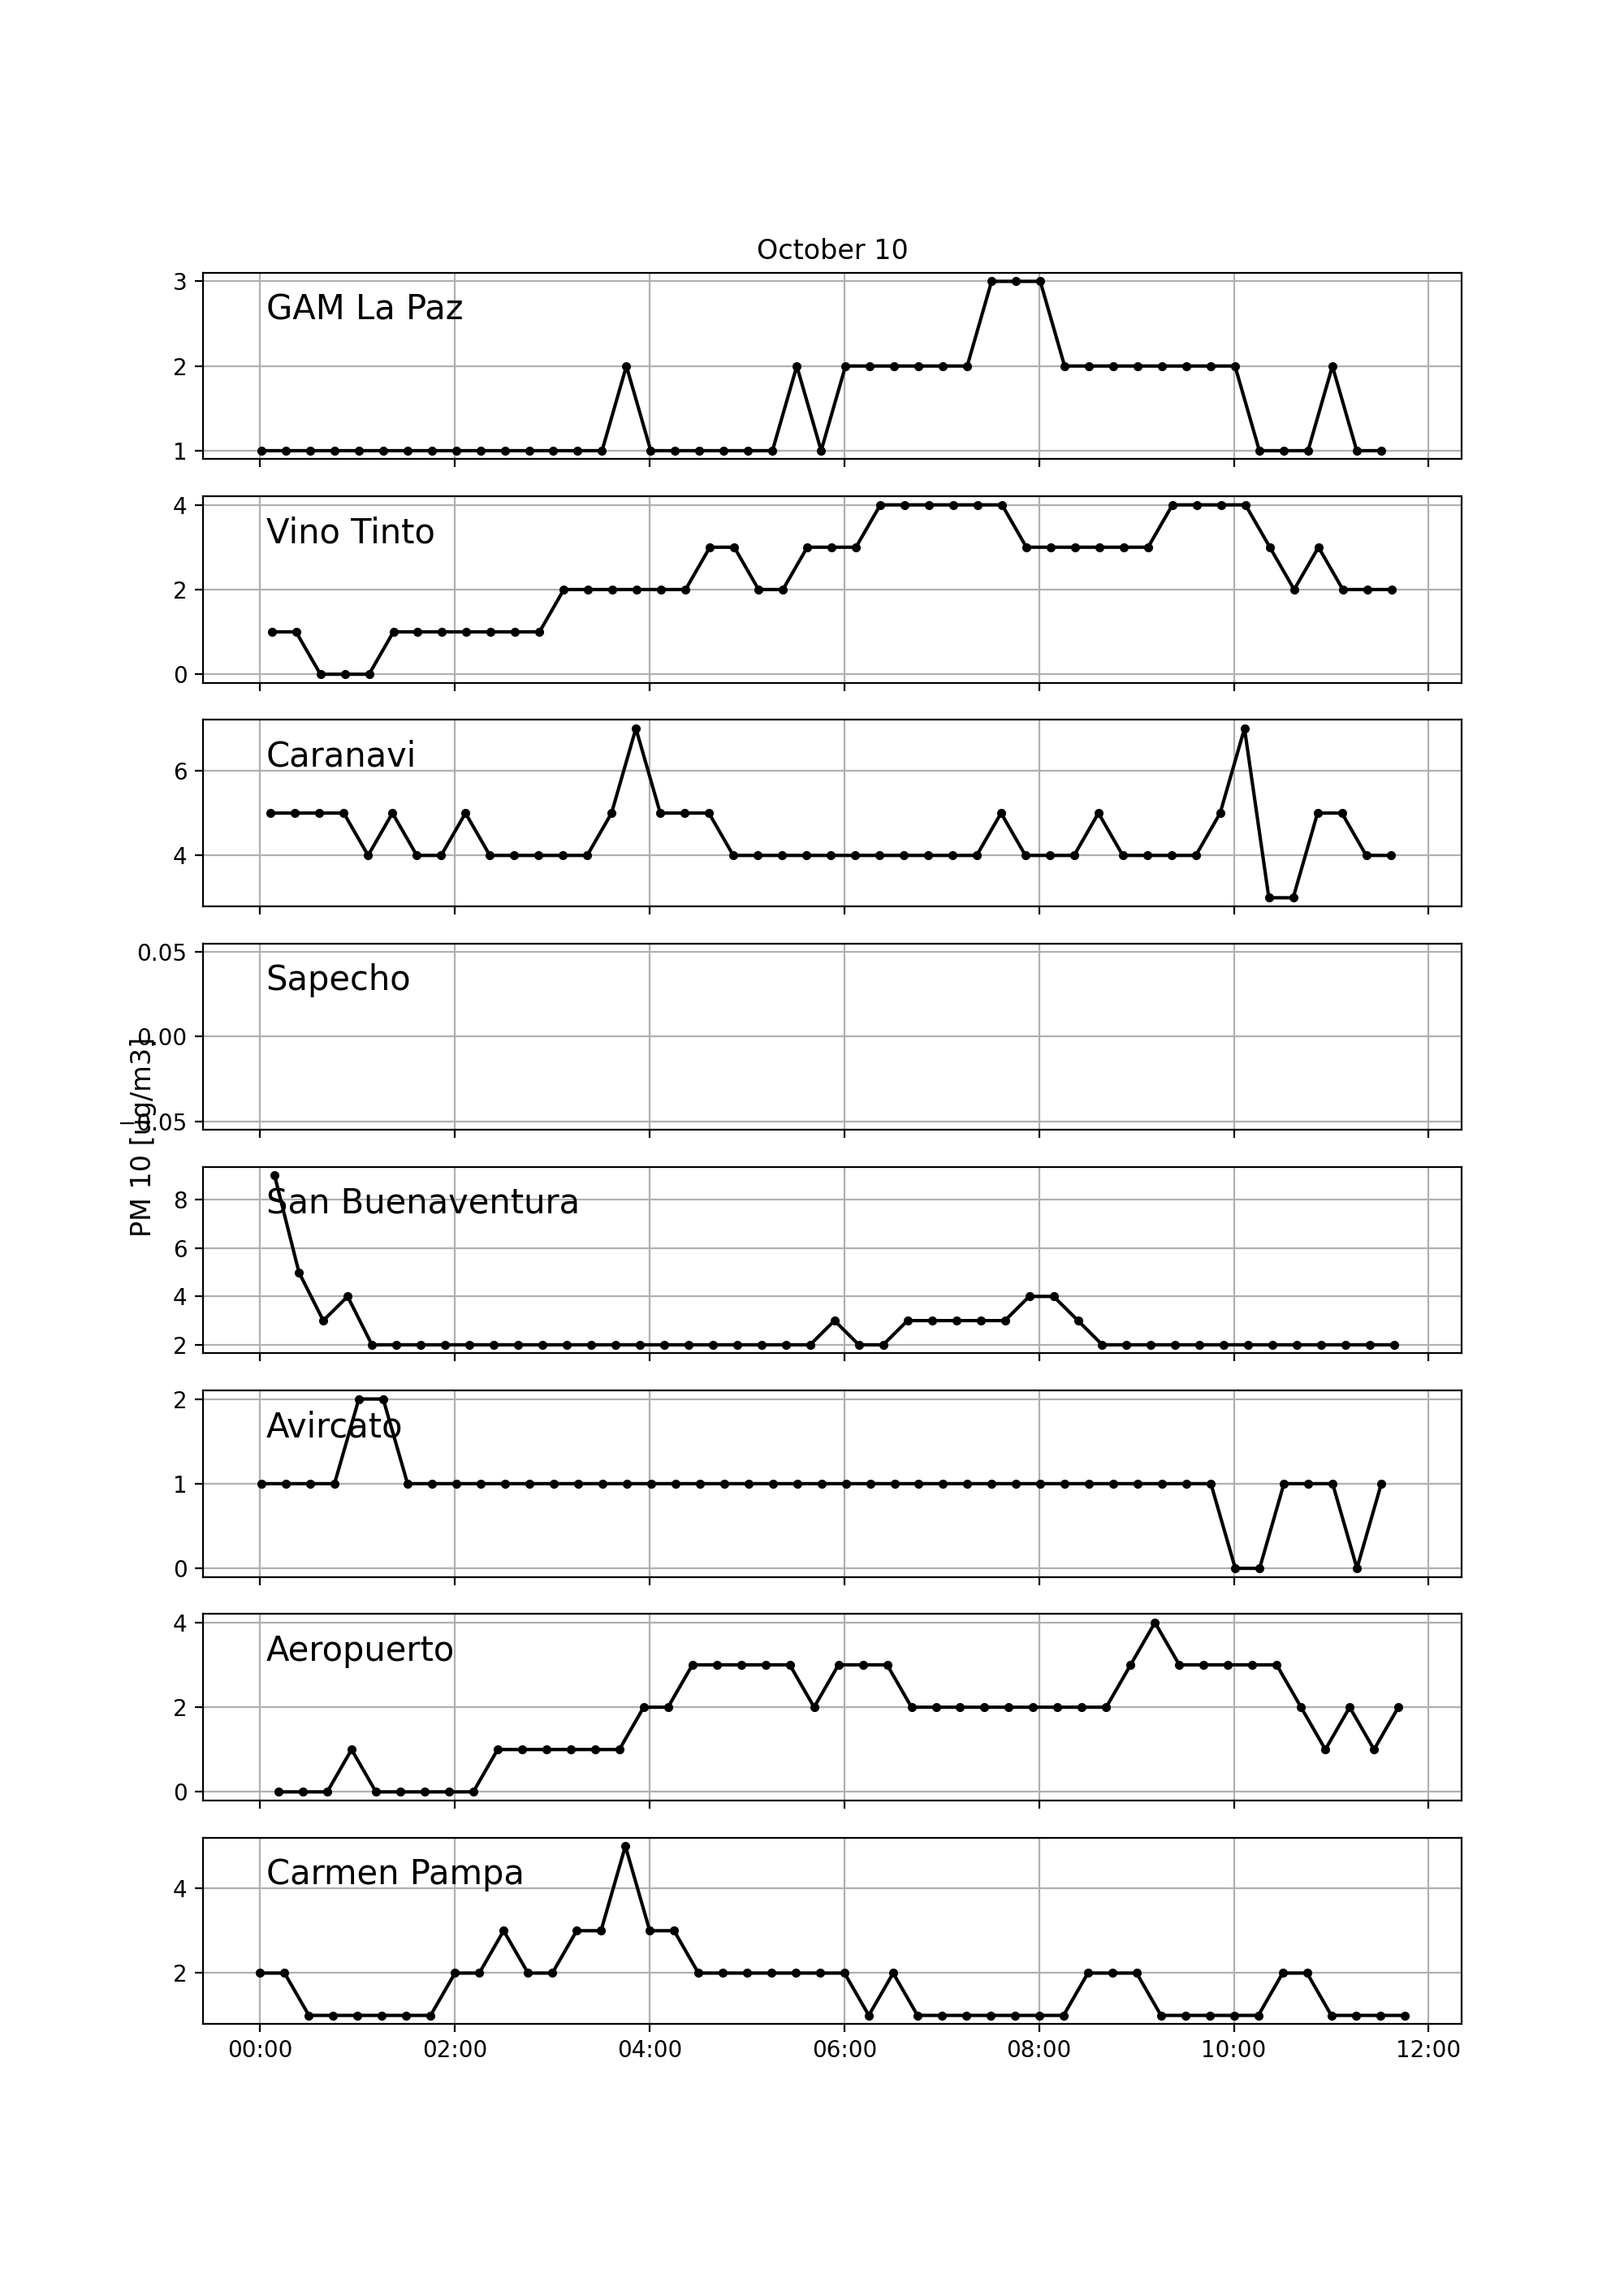 October 10
3
GAM La Paz
2
1
4
Vino Tinto
2
0
Caranavi
6
4
0.05
Sapecho
0.00
−0.05
PM 10 [ug/m3]
San Buenaventura
8
6
4
2
2
Avircato
1
0
4
Aeropuerto
2
0
Carmen Pampa
4
2
00:00 02:00 04:00 06:00 08:00 10:00 12:00